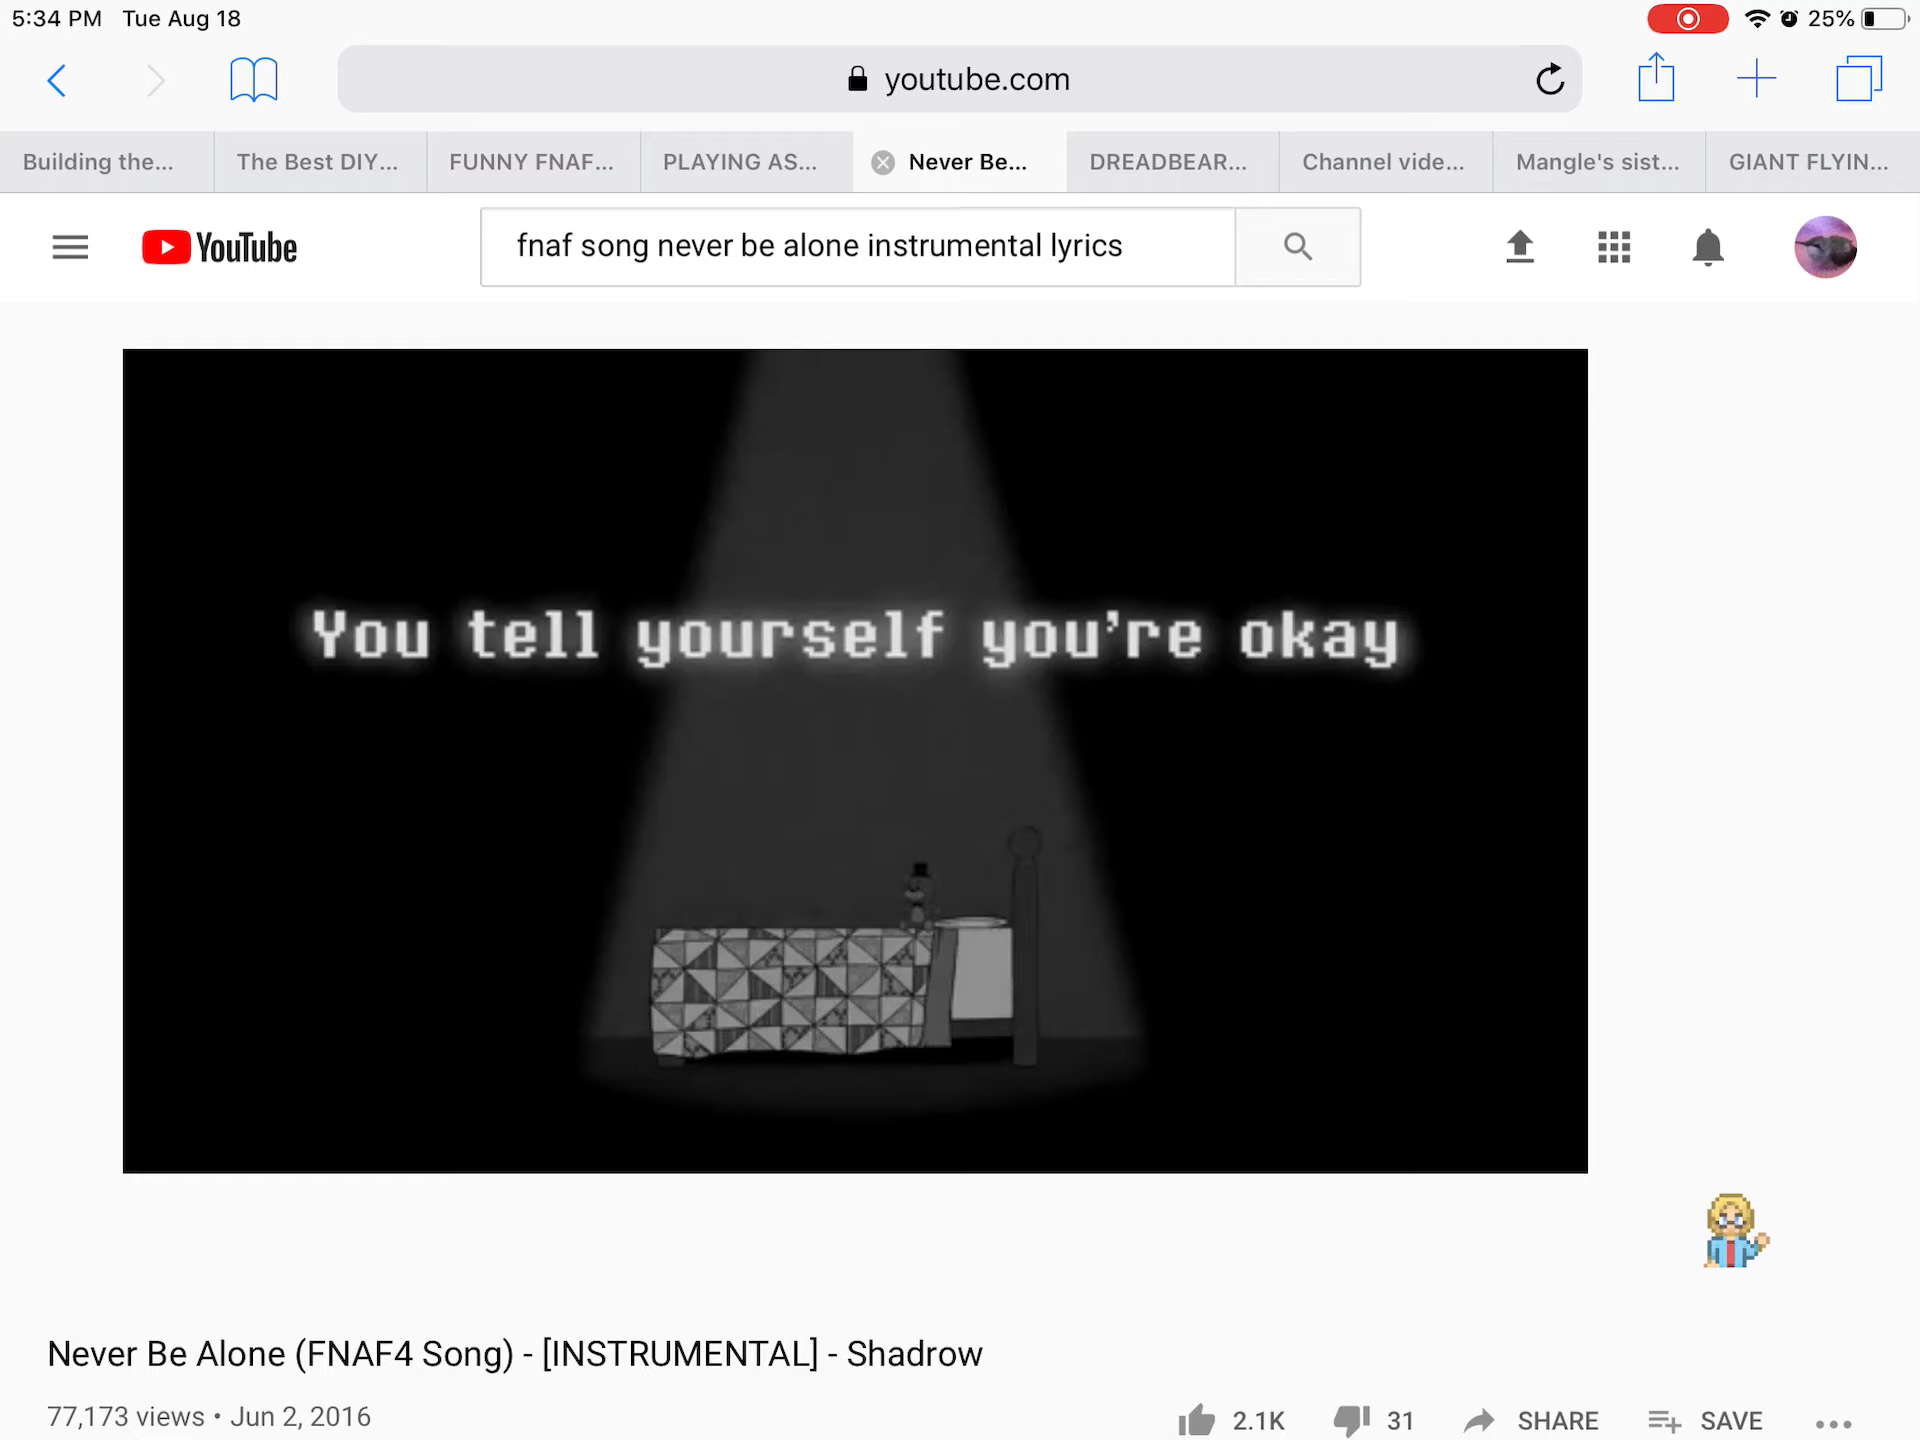 5:34 PM Tue Aug 18
25%
youtube.com
Building the...
The Best DIY...
FUNNY FNAF...
PLAYING AS...
Never Be...
DREADBEAR...
Channel vide...
Mangle's sist...
GIANT FLYIN...
YouTube
fnaf song never be alone instrumental lyrics
You tell yourself you're okay
Never Be Alone (FNAF4 Song) - [INSTRUMENTAL] - Shadrow
77,173 views • Jun 2, 2016
2.1K
31
SHARE
SAVE